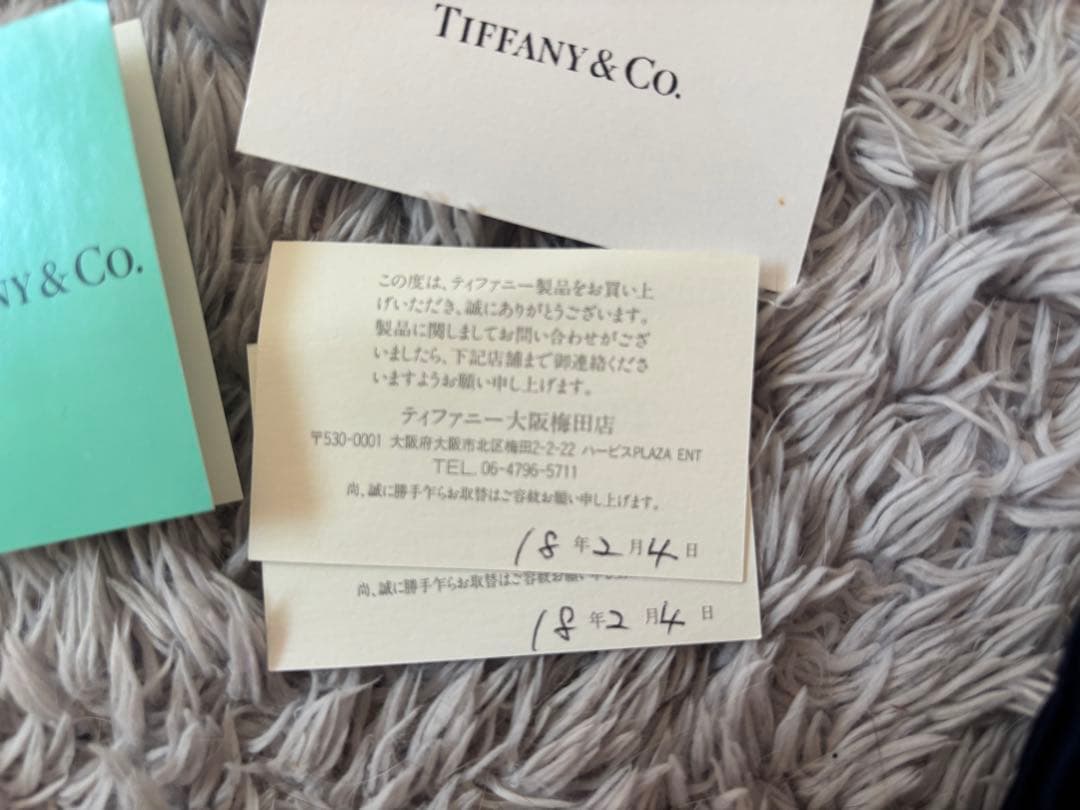 TIFFANY & CO.
NY & CO.
この度は、ティファニー製品をお買い上
げいただき、誠にありがとうございます。
製品に関しましてお問い合わせがござ
いましたら、下記店舗まで御連絡くださ
いますようお願い申し上げます。
ティファニー大阪梅田店
〒530-0001 大阪府大阪市北区梅田2-2-22 ハービスPLAZA ENT
TEL. 06-4796-5711
尚、誠に勝手乍らお取替はご容赦お願い申し上げます。
18年2月4日
尚、誠に勝手乍らお取替はご容赦お願い申し
18年2月4日